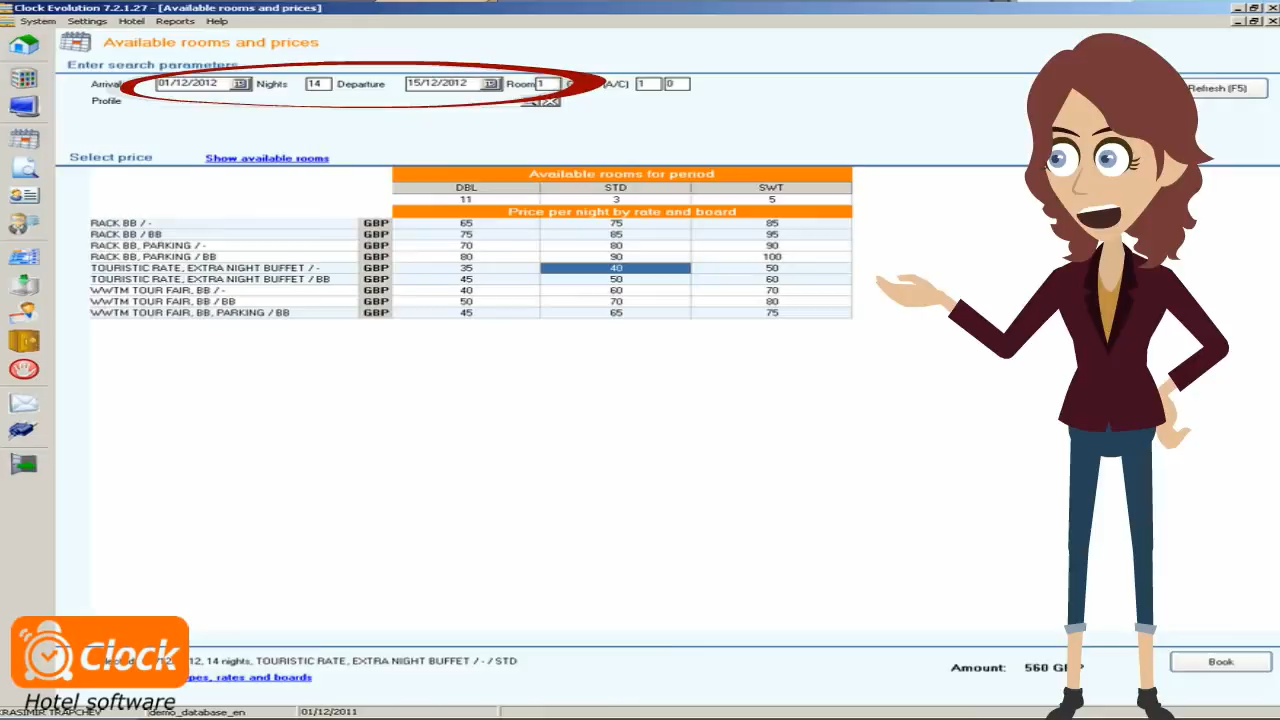 Clock Evolution 7.2.1.27 - [Available rooms and prices]
System Settings Hotel Reports Help
Available rooms and prices
Enter search parameters
Arrival 01/12/2012 Nights 14 Departure 15/12/2012 Room 1 (A/C) 1 0 Refresh (F5)
Profile
Select price Show available rooms
Available rooms for period
DBL STD SWT
11 3 5
Price per night by rate and board
RACK BB / - GBP 65 75 85
RACK BB / BB GBP 75 85 95
RACK BB, PARKING / - GBP 70 80 90
RACK BB, PARKING / BB GBP 80 90 100
TOURISTIC RATE, EXTRA NIGHT BUFFET / - GBP 35 40 50
TOURISTIC RATE, EXTRA NIGHT BUFFET / BB GBP 45 50 60
WWTM TOUR FAIR, BB / - GBP 40 60 70
WWTM TOUR FAIR, BB / BB GBP 50 70 80
WWTM TOUR FAIR, BB, PARKING / BB GBP 45 65 75
14 nights, TOURISTIC RATE, EXTRA NIGHT BUFFET / - / STD
Amount: 560 Book
rates and boards
Clock
Hotel software
KRASIMIR TRAPCHEV demo_database_en 01/12/2011